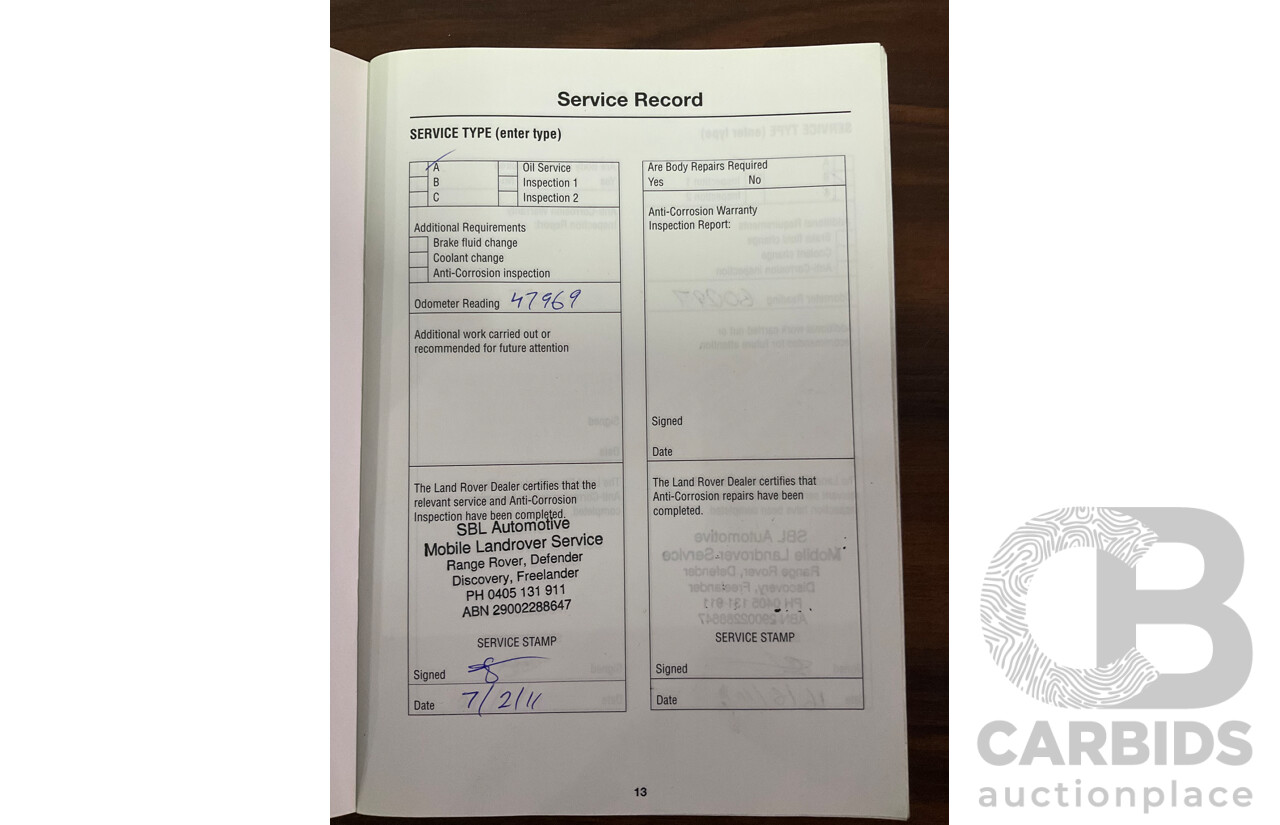 Service Record
SERVICE TYPE (enter type)
A
Oil Service
B
Inspection 1
C
Inspection 2
Additional Requirements
Brake fluid change
Coolant change
Anti-Corrosion inspection
Odometer Reading 47969
Additional work carried out or
recommended for future attention
The Land Rover Dealer certifies that the
relevant service and Anti-Corrosion
Inspection have been completed.
SBL Automotive
Mobile Landrover Service
Range Rover, Defender
Discovery, Freelander
PH 0405 131 911
ABN 29002288647
SERVICE STAMP
Signed
Date 7/2/11
Are Body Repairs Required
Yes No
Anti-Corrosion Warranty
Inspection Report:
Signed
Date
The Land Rover Dealer certifies that
Anti-Corrosion repairs have been
completed.
SERVICE STAMP
Signed
Date
13
CB
CARBIDS
auctionplace